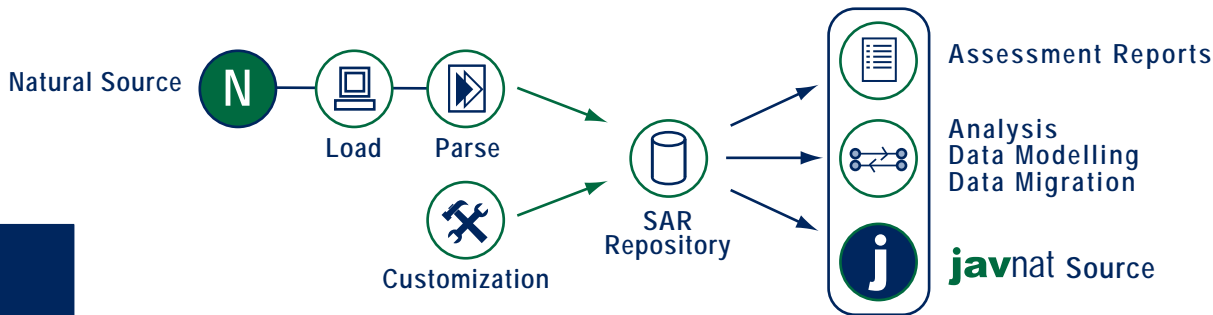 Natural Source
N
Load
Parse
Customization
SAR
Repository
Assessment Reports
Analysis
Data Modelling
Data Migration
j
javnat Source